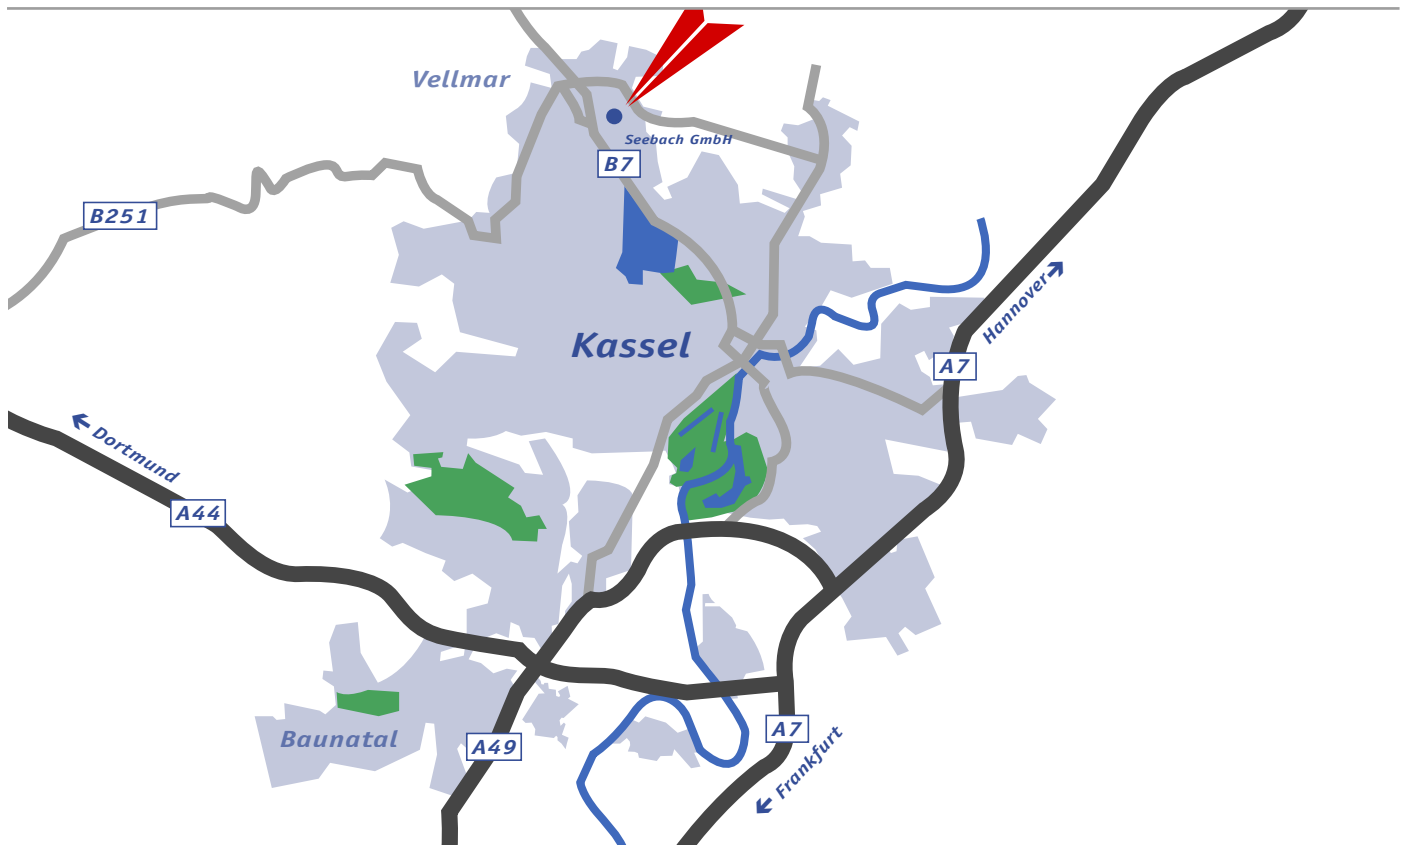 Vellmar
Seebach GmbH
B7
B251
Hannover
Kassel
A7
Dortmund
A44
Baunatal
A49
A7
Frankfurt